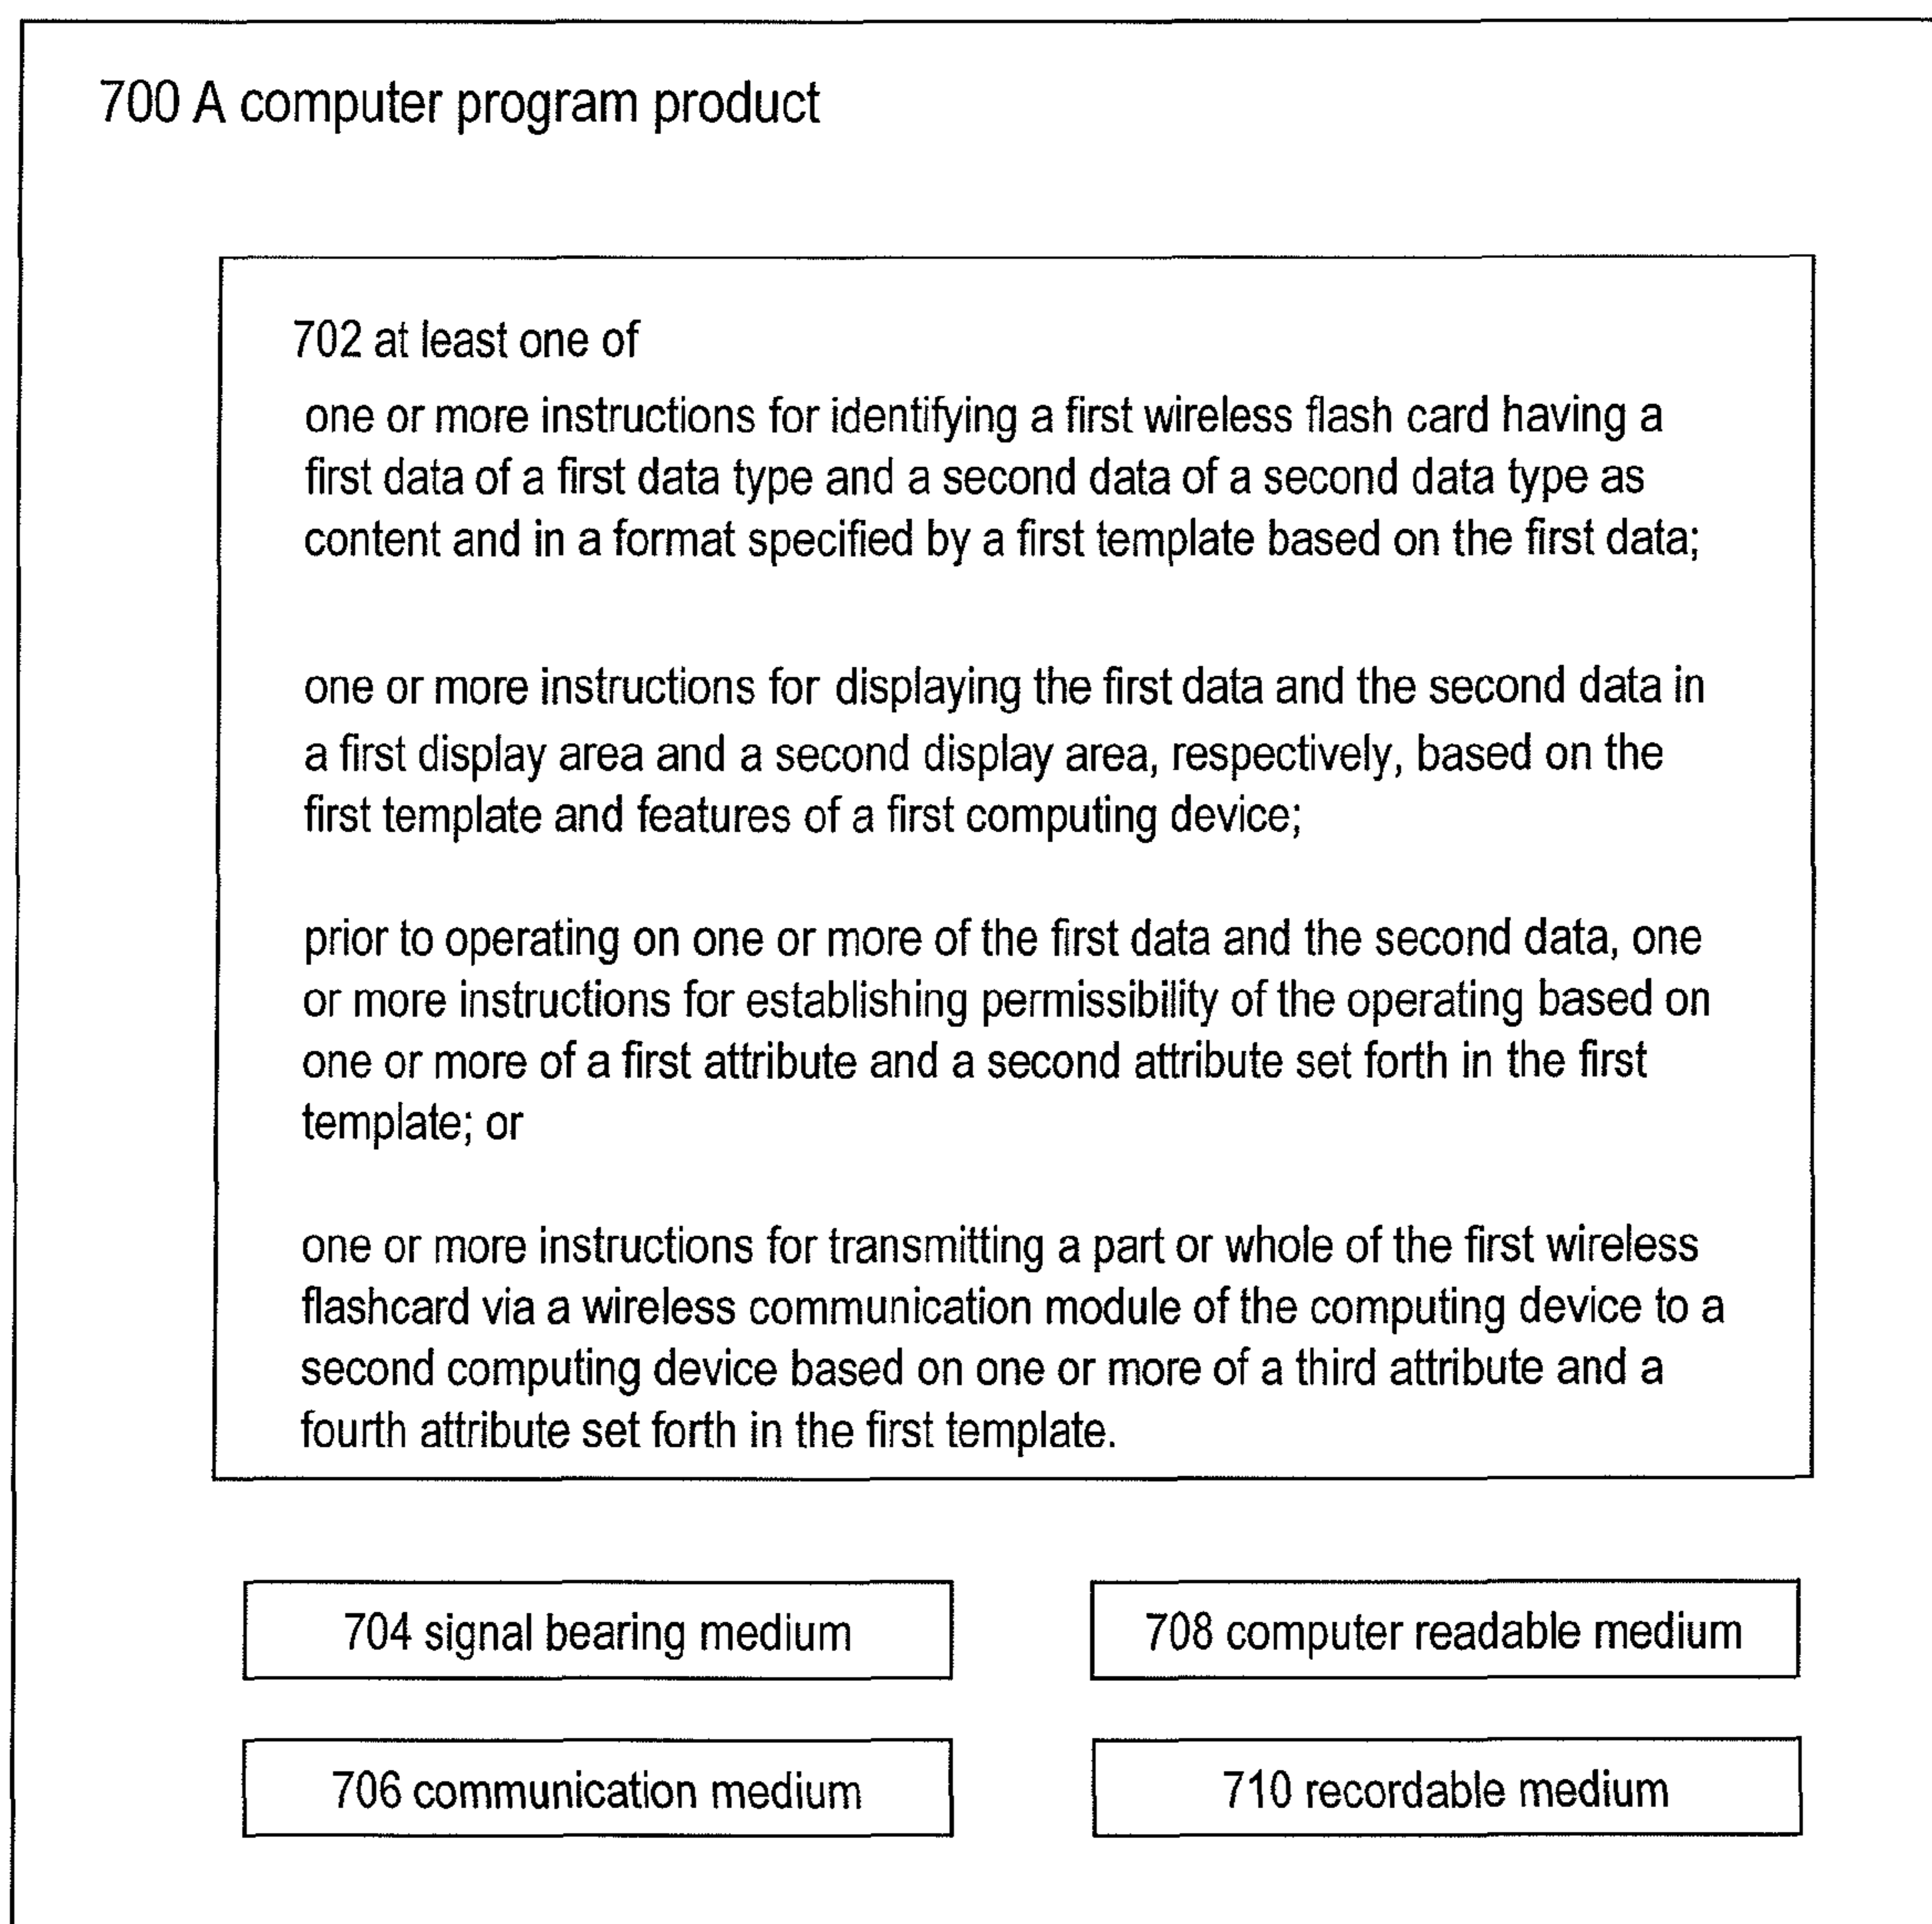 700 A computer program product
702 at least one of
one or more instructions for identifying a first wireless flash card having a
first data of a first data type and a second data of a second data type as
content and in a format specified by a first template based on the first data;
one or more instructions for displaying the first data and the second data in
a first display area and a second display area, respectively, based on the
first template and features of a first computing device;
prior to operating on one or more of the first data and the second data, one
or more instructions for establishing permissibility of the operating based on
one or more of a first attribute and a second attribute set forth in the first
template; or
one or more instructions for transmitting a part or whole of the first wireless
flashcard via a wireless communication module of the computing device to a
second computing device based on one or more of a third attribute and a
fourth attribute set forth in the first template.
704 signal bearing medium
708 computer readable medium
706 communication medium
710 recordable medium